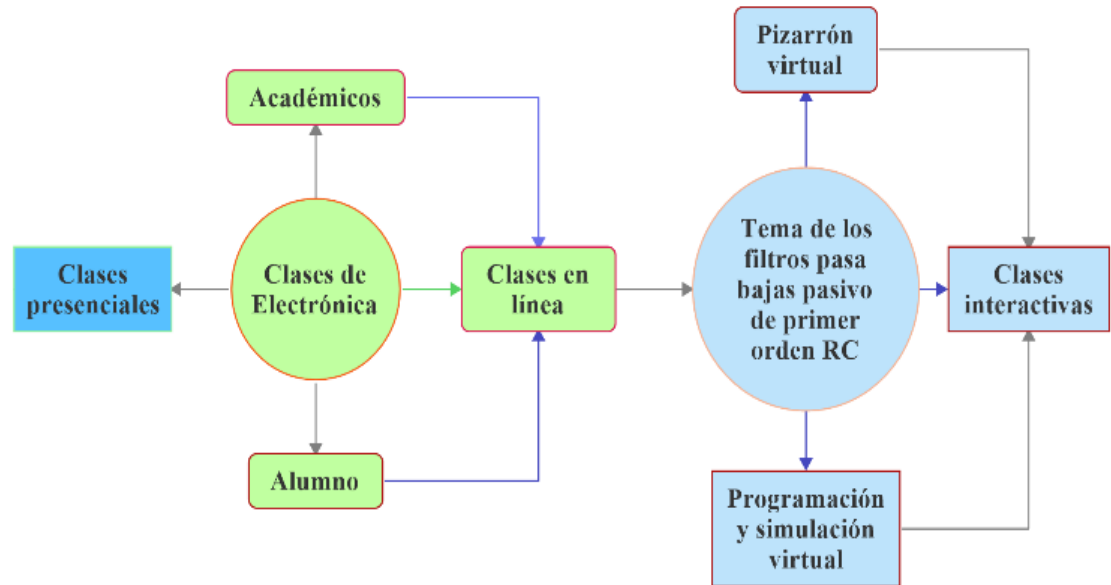 Pizarrón
virtual
Académicos
Clases
presenciales
Clases de
Electrónica
Clases en
línea
Tema de los
filtros pasa
bajas pasivo
de primer
orden RC
Clases
interactivas
Alumno
Programación
y simulación
virtual